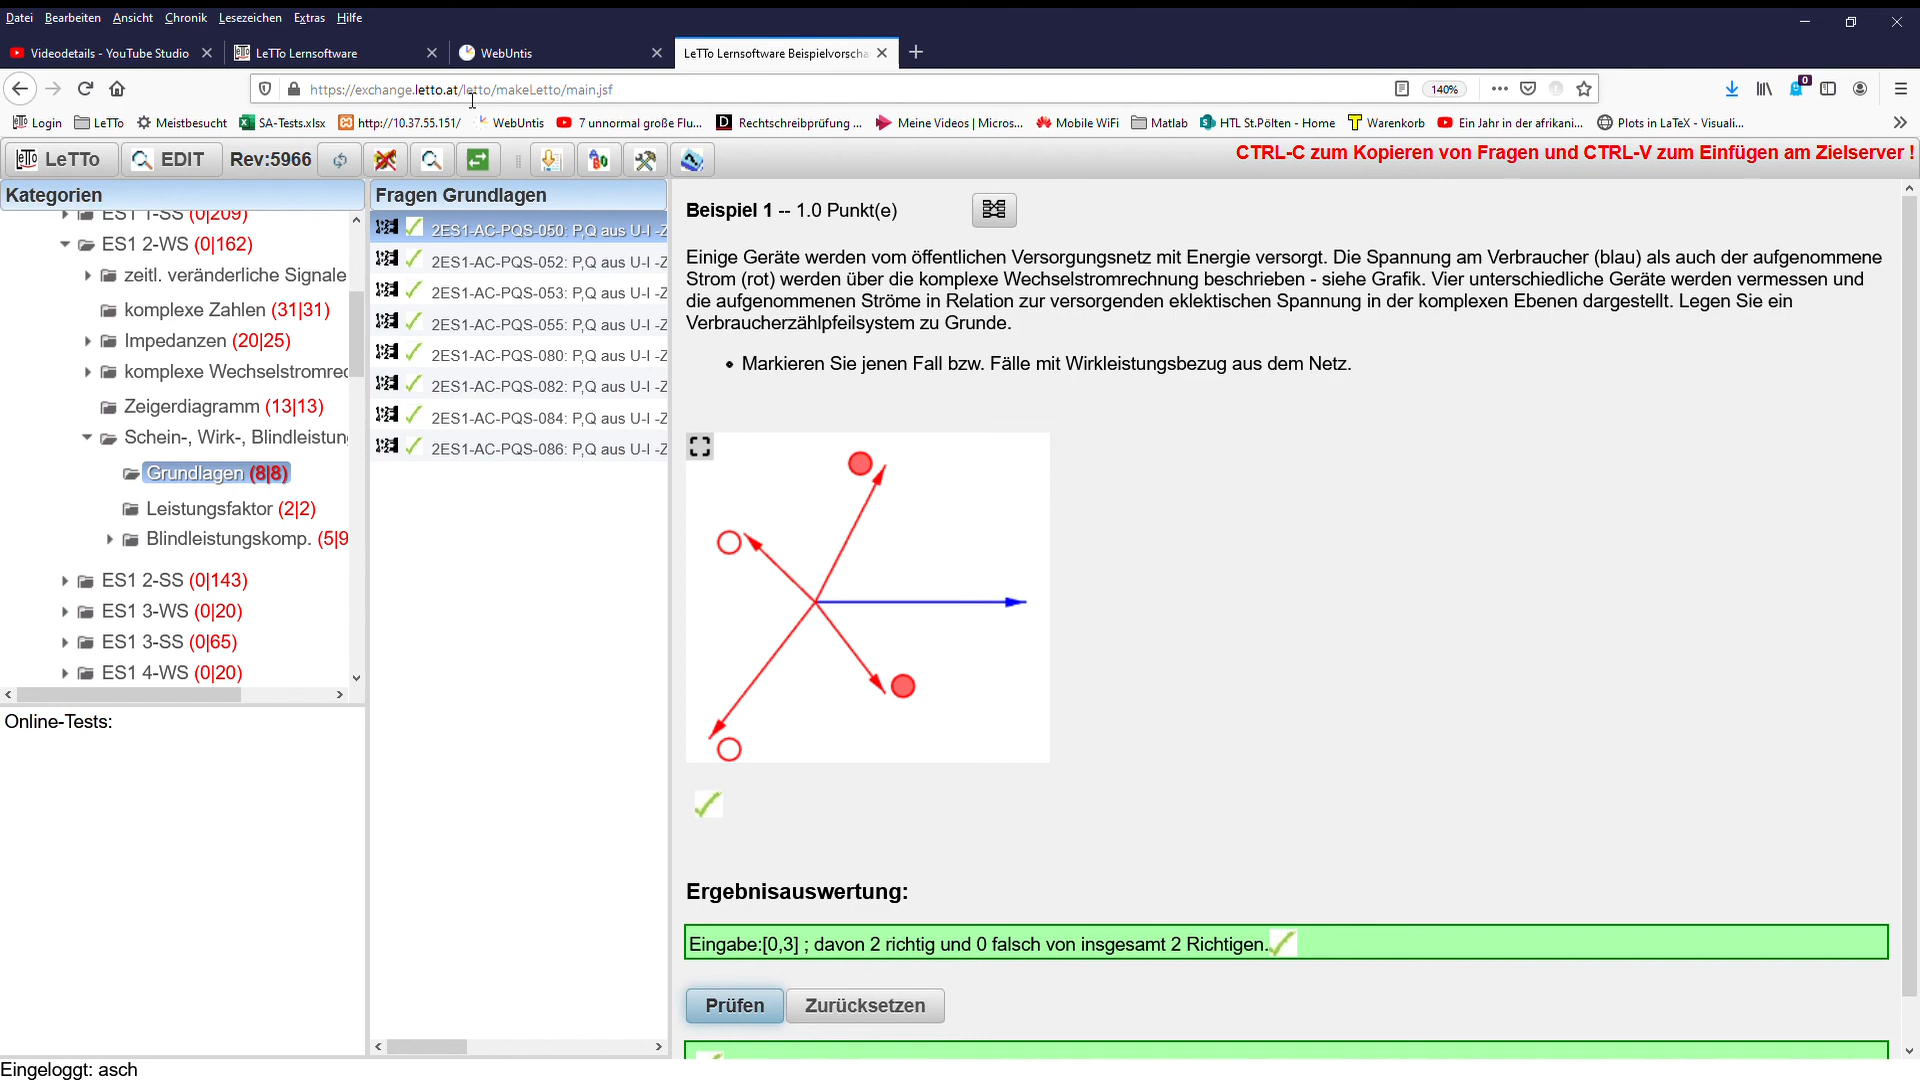 Datei Bearbeiten Ansicht Chronik Lesezeichen Extras Hilfe
Videodetails - YouTube Studio LeTTo Lernsoftware WebUntis LeTTo Lernsoftware Beispielvorscha
https://exchange.letto.at/letto/makeLetto/main.jsf 140% 0
Login LeTTo Meistbesucht SA-Tests.xlsx http://10.37.55.151/ WebUntis 7 unnormal große Flu... Rechtschreibprüfung ... Meine Videos | Micros... Mobile WiFi Matlab HTL St.Pölten - Home Warenkorb Ein Jahr in der afrikani... Plots in LaTeX - Visuali...
LeTTo EDIT Rev:5966 CTRL-C zum Kopieren von Fragen und CTRL-V zum Einfügen am Zielserver !
Kategorien
ES1 1-SS (0|209)
ES1 2-WS (0|162)
zeitl. veränderliche Signale
komplexe Zahlen (31|31)
Impedanzen (20|25)
komplexe Wechselstromrec
Zeigerdiagramm (13|13)
Schein-, Wirk-, Blindleistun
Grundlagen (8|8)
Leistungsfaktor (2|2)
Blindleistungskomp. (5|9
ES1 2-SS (0|143)
ES1 3-WS (0|20)
ES1 3-SS (0|65)
ES1 4-WS (0|20)
Online-Tests:
Fragen Grundlagen
2ES1-AC-PQS-050: P,Q aus U-I -Z
2ES1-AC-PQS-052: P,Q aus U-I -Z
2ES1-AC-PQS-053: P,Q aus U-I -Z
2ES1-AC-PQS-055: P,Q aus U-I -Z
2ES1-AC-PQS-080: P,Q aus U-I -Z
2ES1-AC-PQS-082: P,Q aus U-I -Z
2ES1-AC-PQS-084: P,Q aus U-I -Z
2ES1-AC-PQS-086: P,Q aus U-I -Z
Beispiel 1 -- 1.0 Punkt(e)
Einige Geräte werden vom öffentlichen Versorgungsnetz mit Energie versorgt. Die Spannung am Verbraucher (blau) als auch der aufgenommene
Strom (rot) werden über die komplexe Wechselstromrechnung beschrieben - siehe Grafik. Vier unterschiedliche Geräte werden vermessen und
die aufgenommenen Ströme in Relation zur versorgenden eklektischen Spannung in der komplexen Ebenen dargestellt. Legen Sie ein
Verbraucherzählpfeilsystem zu Grunde.
• Markieren Sie jenen Fall bzw. Fälle mit Wirkleistungsbezug aus dem Netz.
Ergebnisauswertung:
Eingabe:[0,3] ; davon 2 richtig und 0 falsch von insgesamt 2 Richtigen.
Prüfen Zurücksetzen
Eingeloggt: asch